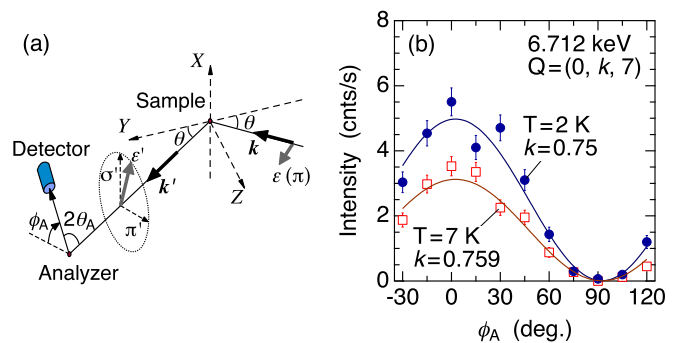 (a)
X
Sample
Y
θ
θ
k
Detector
ε'
σ'
k'
Z
ε (π)
ϕA
2θA
π'
Analyzer
(b)
6.712 keV
Q=(0, k, 7)
T=2 K
k=0.75
T=7 K
k=0.759
Intensity (cnts/s)
8
6
4
2
0
-30 0 30 60 90 120
ϕA (deg.)